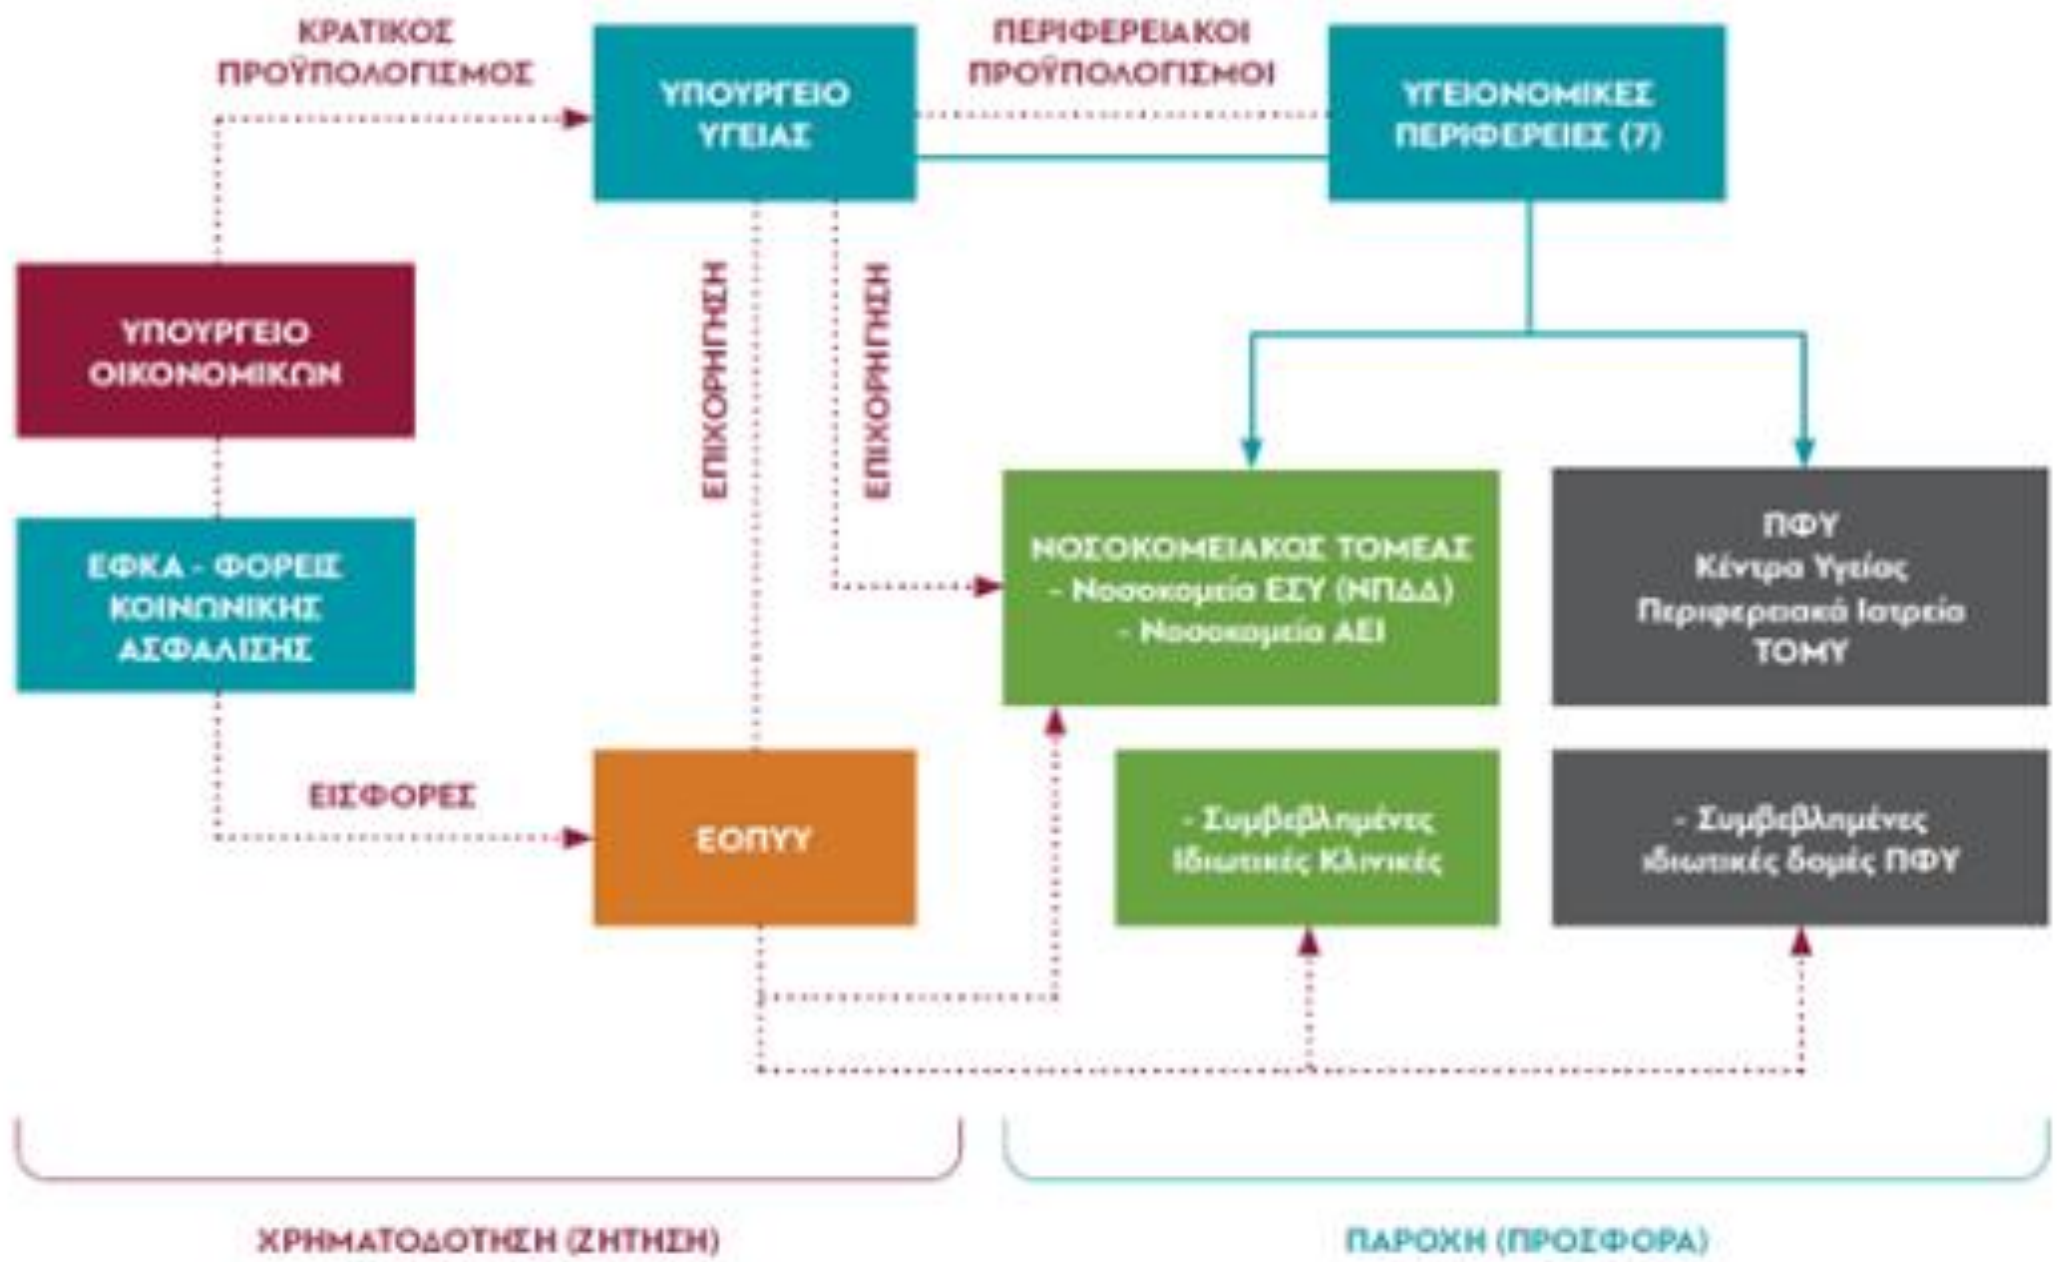 ΚΡΑΤΙΚΟΣ
ΠΡΟΫΠΟΛΟΓΙΣΜΟΣ
ΥΠΟΥΡΓΕΙΟ
ΥΓΕΙΑΣ
ΠΕΡΙΦΕΡΕΙΑΚΟΙ
ΠΡΟΫΠΟΛΟΓΙΣΜΟΙ
ΥΓΕΙΟΝΟΜΙΚΕΣ
ΠΕΡΙΦΕΡΕΙΕΣ (7)
ΥΠΟΥΡΓΕΙΟ
ΟΙΚΟΝΟΜΙΚΩΝ
ΕΠΙΧΟΡΗΓΗΣΗ
ΕΠΙΧΟΡΗΓΗΣΗ
ΕΦΚΑ - ΦΟΡΕΙΣ
ΚΟΙΝΩΝΙΚΗΣ
ΑΣΦΑΛΙΣΗΣ
ΝΟΣΟΚΟΜΕΙΑΚΟΣ ΤΟΜΕΑΣ
- Νοσοκομεία ΕΣΥ (ΝΠΔΔ)
- Νοσοκομεία ΑΕΙ
ΠΦΥ
Κέντρα Υγείας
Περιφερειακά Ιατρεία
ΤΟΜΥ
ΕΙΣΦΟΡΕΣ
ΕΟΠΥΥ
- Συμβεβλημένες
Ιδιωτικές Κλινικές
- Συμβεβλημένες
ιδιωτικές δομές ΠΦΥ
ΧΡΗΜΑΤΟΔΟΤΗΣΗ (ΖΗΤΗΣΗ)
ΠΑΡΟΧΗ (ΠΡΟΣΦΟΡΑ)